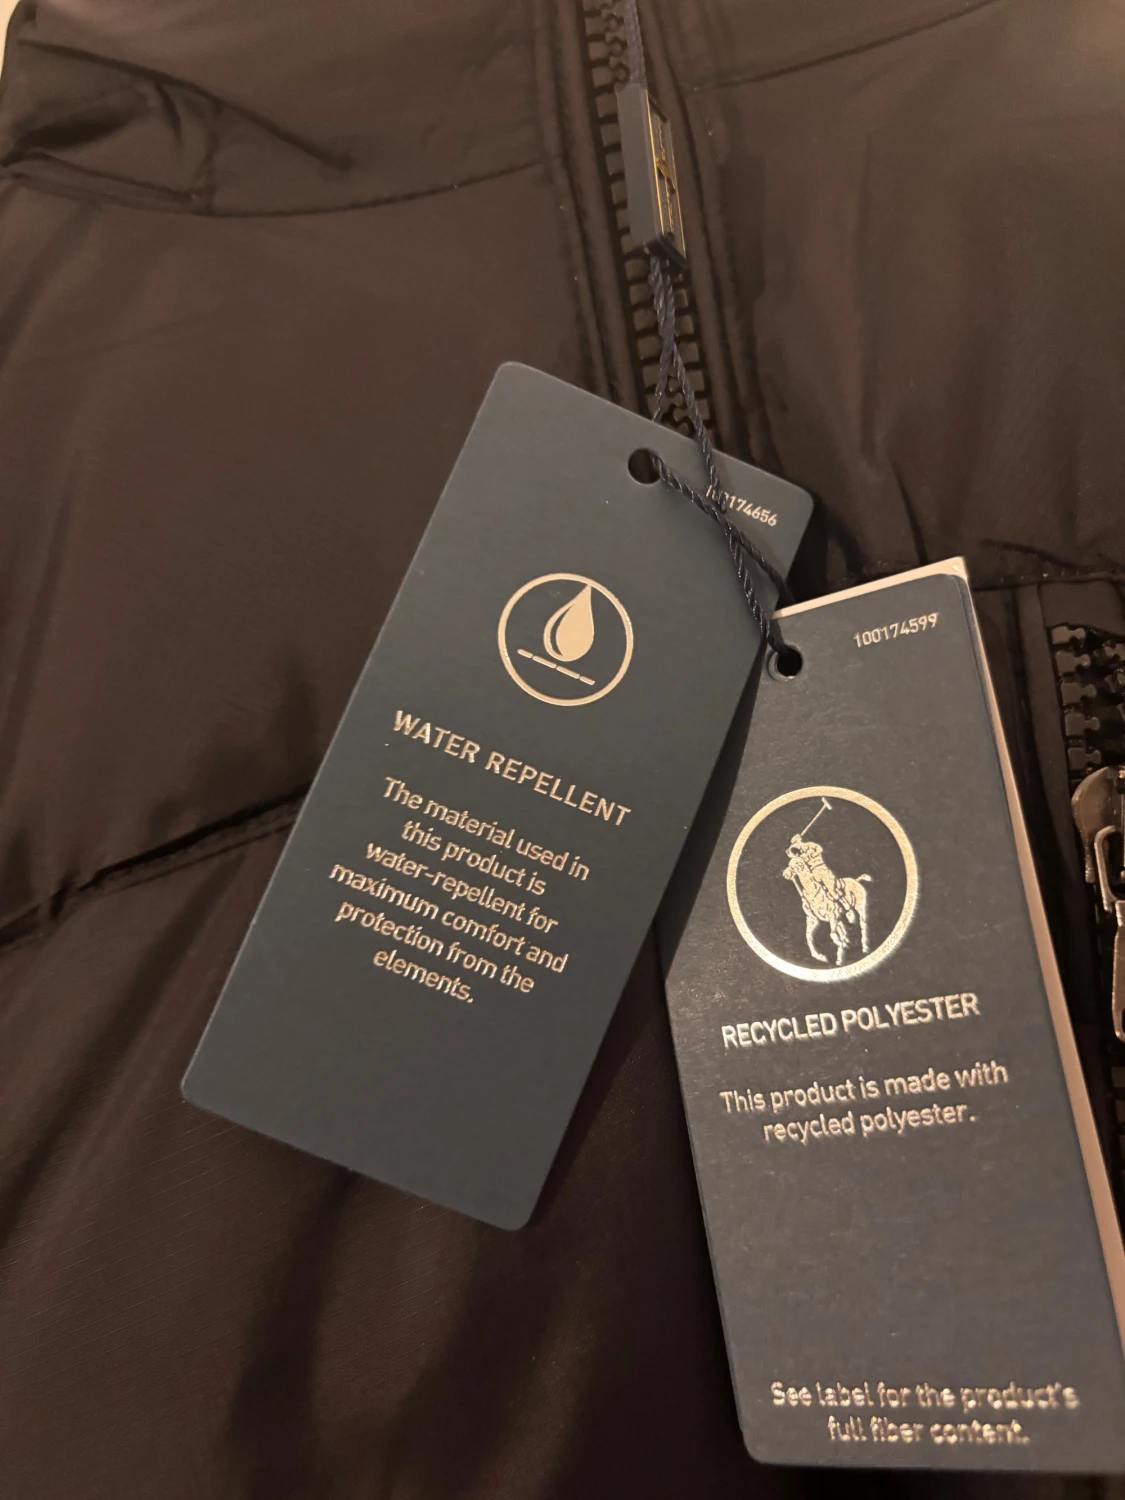 174656
WATER REPELLENT
The material used in
this product is
water-repellent for
maximum comfort and
protection from the
elements.
100174599
RECYCLED POLYESTER
This product is made with
recycled polyester.
See label for the product's
full fiber content.